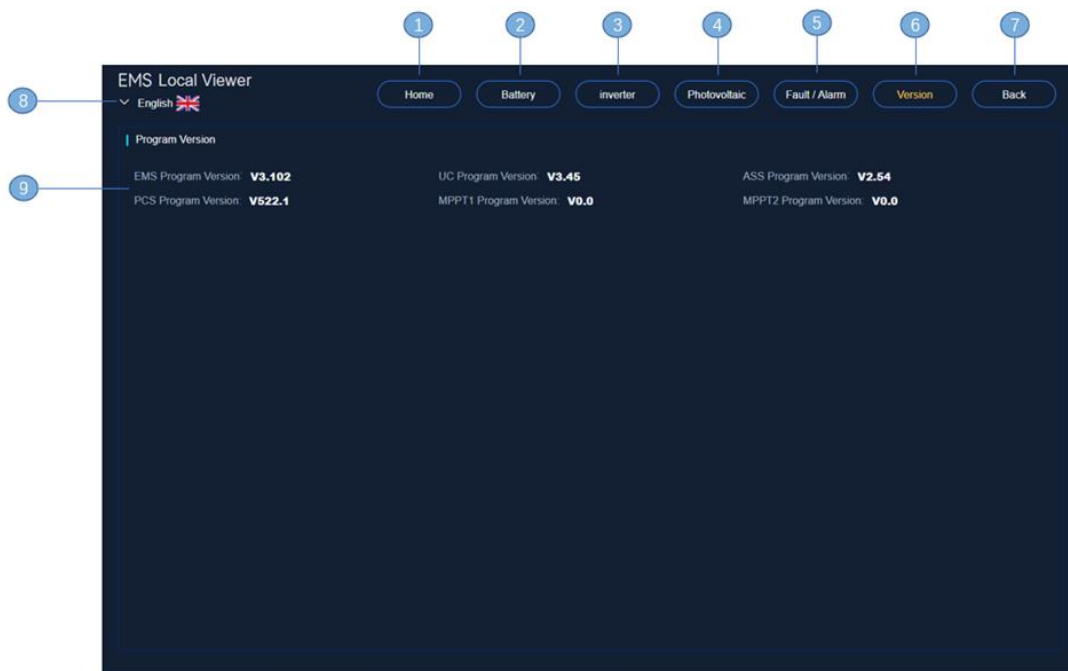 1 2 3 4 5 6 7
EMS Local Viewer
8 English
Home Battery inverter Photovoltaic Fault / Alarm Version Back
Program Version
9
EMS Program Version: V3.102 UC Program Version: V3.45 ASS Program Version: V2.54
PCS Program Version: V522.1 MPPT1 Program Version: V0.0 MPPT2 Program Version: V0.0